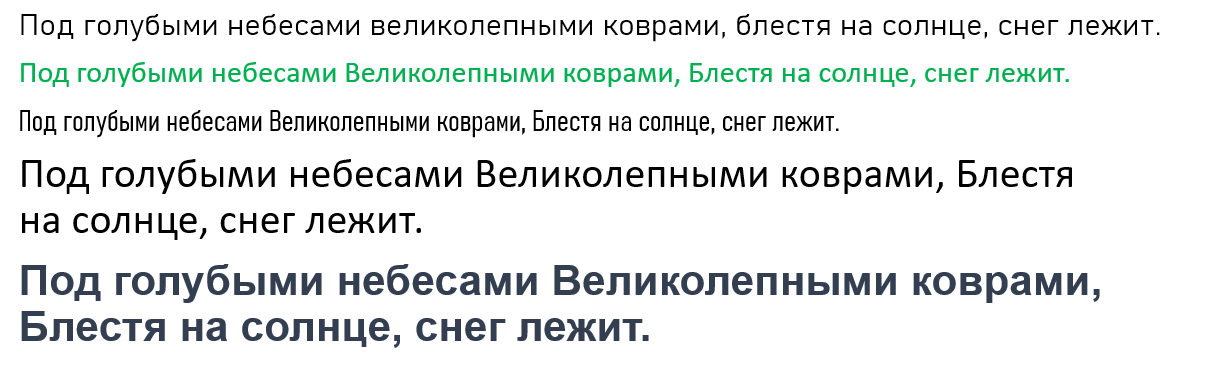 Под голубыми небесами великолепными коврами, блестя на солнце, снег лежит.
Под голубыми небесами Великолепными коврами, Блестя на солнце, снег лежит.
Под голубыми небесами Великолепными коврами, Блестя на солнце, снег лежит.
Под голубыми небесами Великолепными коврами, Блестя
на солнце, снег лежит.
Под голубыми небесами Великолепными коврами,
Блестя на солнце, снег лежит.